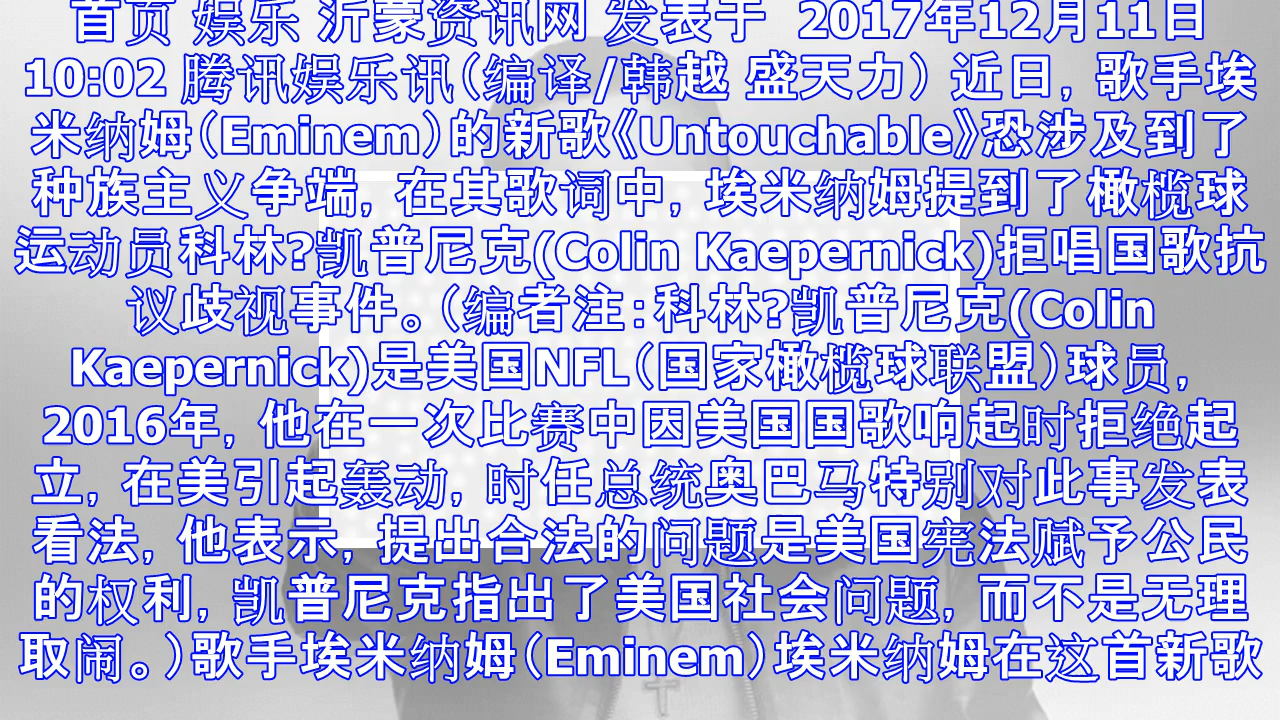 首页 娱乐 沂蒙资讯网 发表于 2017年12月11日
10:02 腾讯娱乐讯(编译/韩越 盛天力) 近日, 歌手埃
米纳姆(Eminem)的新歌《Untouchable》恐涉及到了
种族主义争端, 在其歌词中, 埃米纳姆提到了橄榄球
运动员科林?凯普尼克(Colin Kaepernick)拒唱国歌抗
议歧视事件。(编者注:科林?凯普尼克(Colin
Kaepernick)是美国NFL(国家橄榄球联盟)球员,
2016年, 他在一次比赛中因美国国歌响起时拒绝起
立, 在美引起轰动, 时任总统奥巴马特别对此事发表
看法, 他表示, 提出合法的问题是美国宪法赋予公民
的权利, 凯普尼克指出了美国社会问题, 而不是无理
取闹。)歌手埃米纳姆(Eminem)埃米纳姆在这首新歌